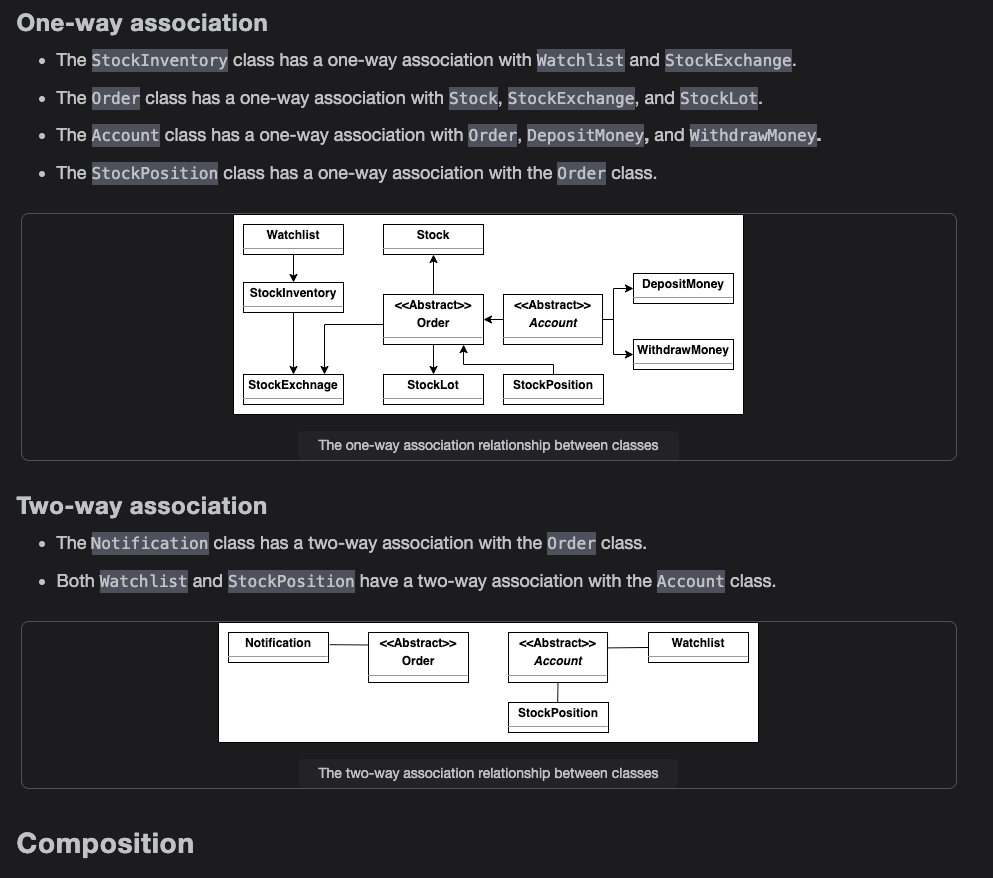 One-way association
• The StockInventory class has a one-way association with Watchlist and StockExchange.
• The Order class has a one-way association with Stock, StockExchange, and StockLot.
• The Account class has a one-way association with Order, DepositMoney, and WithdrawMoney.
• The StockPosition class has a one-way association with the Order class.
Watchlist
Stock
StockInventory
<<Abstract>>
Order
<<Abstract>>
Account
DepositMoney
WithdrawMoney
StockExchnage
StockLot
StockPosition
The one-way association relationship between classes
Two-way association
• The Notification class has a two-way association with the Order class.
• Both Watchlist and StockPosition have a two-way association with the Account class.
Notification
<<Abstract>>
Order
<<Abstract>>
Account
Watchlist
StockPosition
The two-way association relationship between classes
Composition